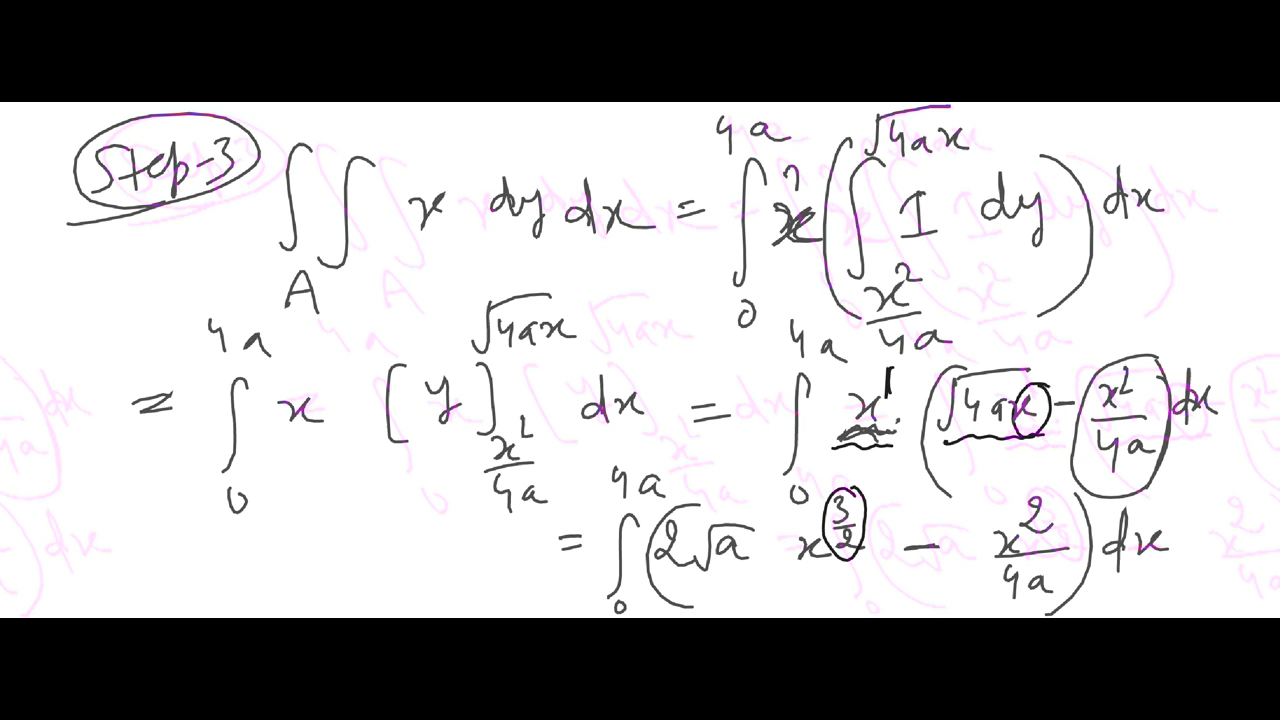 Step-3 ∫∫_A x dy dx = ∫_0^{4a} x (∫_{x²/4a}^{√4ax} 1 dy) dx
= ∫_0^{4a} x [y]_{x²/4a}^{√4ax} dx = ∫_0^{4a} x¹. (√4ax - x²/4a) dx
= ∫_0^{4a} (2√a x^{3/2} - x²/4a) dx